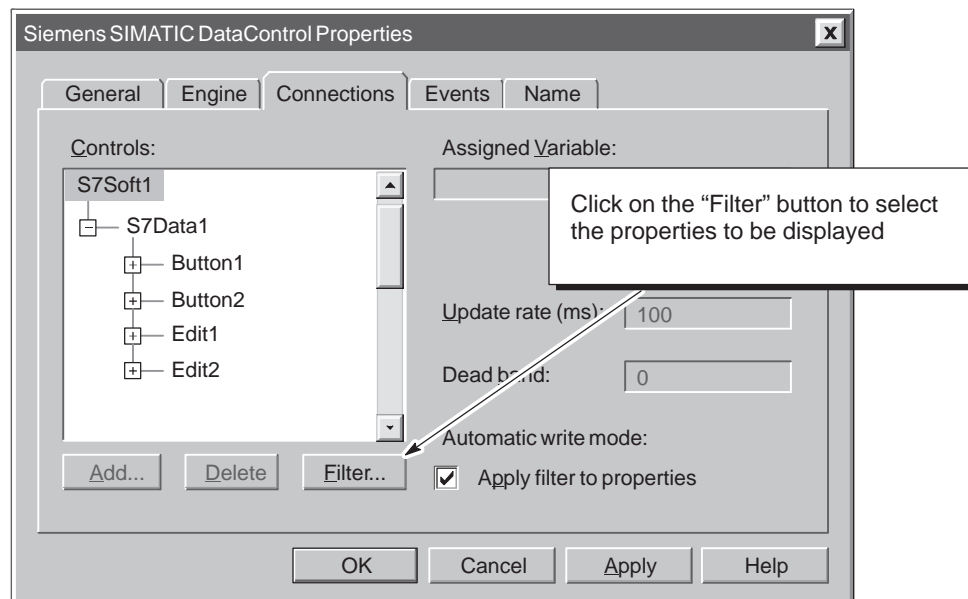 Siemens SIMATIC DataControl Properties
X
General Engine Connections Events Name
Controls:
S7Soft1
S7Data1
Button1
Button2
Edit1
Edit2
Add... Delete Filter...
Assigned Variable:
Click on the “Filter” button to select
the properties to be displayed
Update rate (ms): 100
Dead band: 0
Automatic write mode:
Apply filter to properties
OK Cancel Apply Help